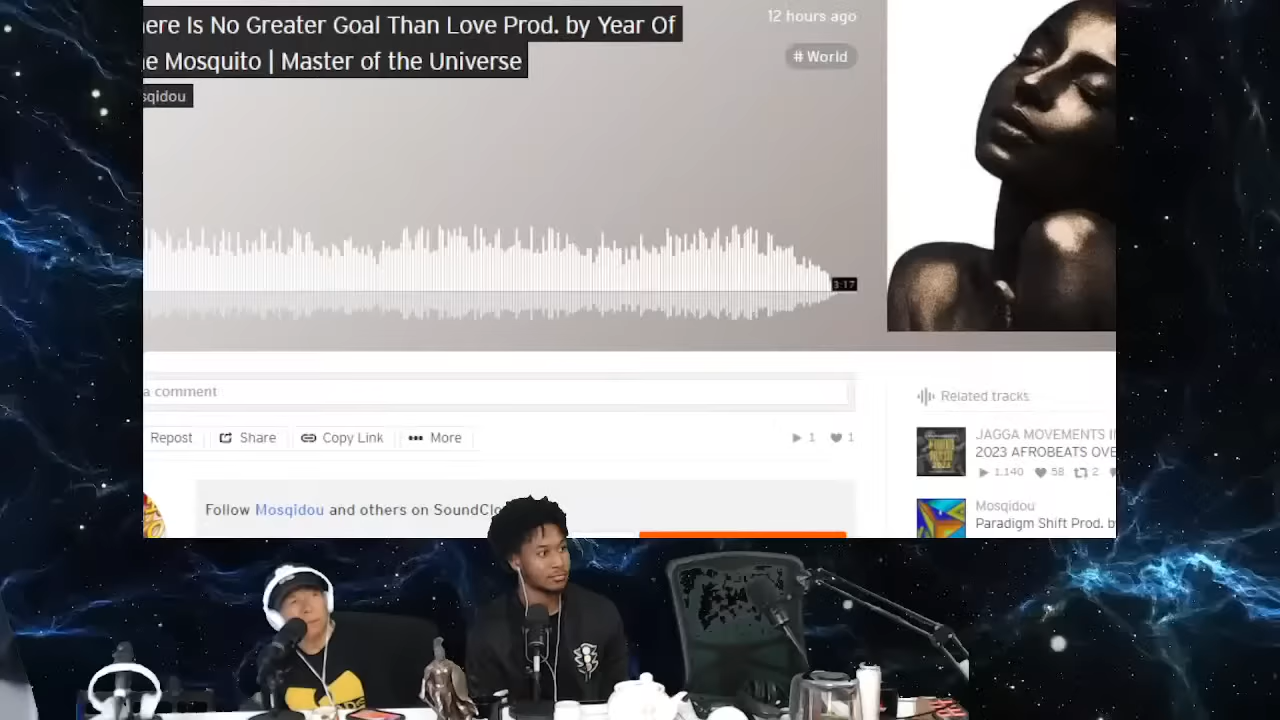 ere Is No Greater Goal Than Love Prod. by Year Of
e Mosquito | Master of the Universe
sqidou
12 hours ago
# World
3:17
a comment
Repost
Share
Copy Link
More
1
1
Related tracks
JAGGA MOVEMENTS
2023 AFROBEATS OVE
1,140
58
2
Follow Mosqidou and others on SoundClo
Mosqidou
Paradigm Shift Prod. b